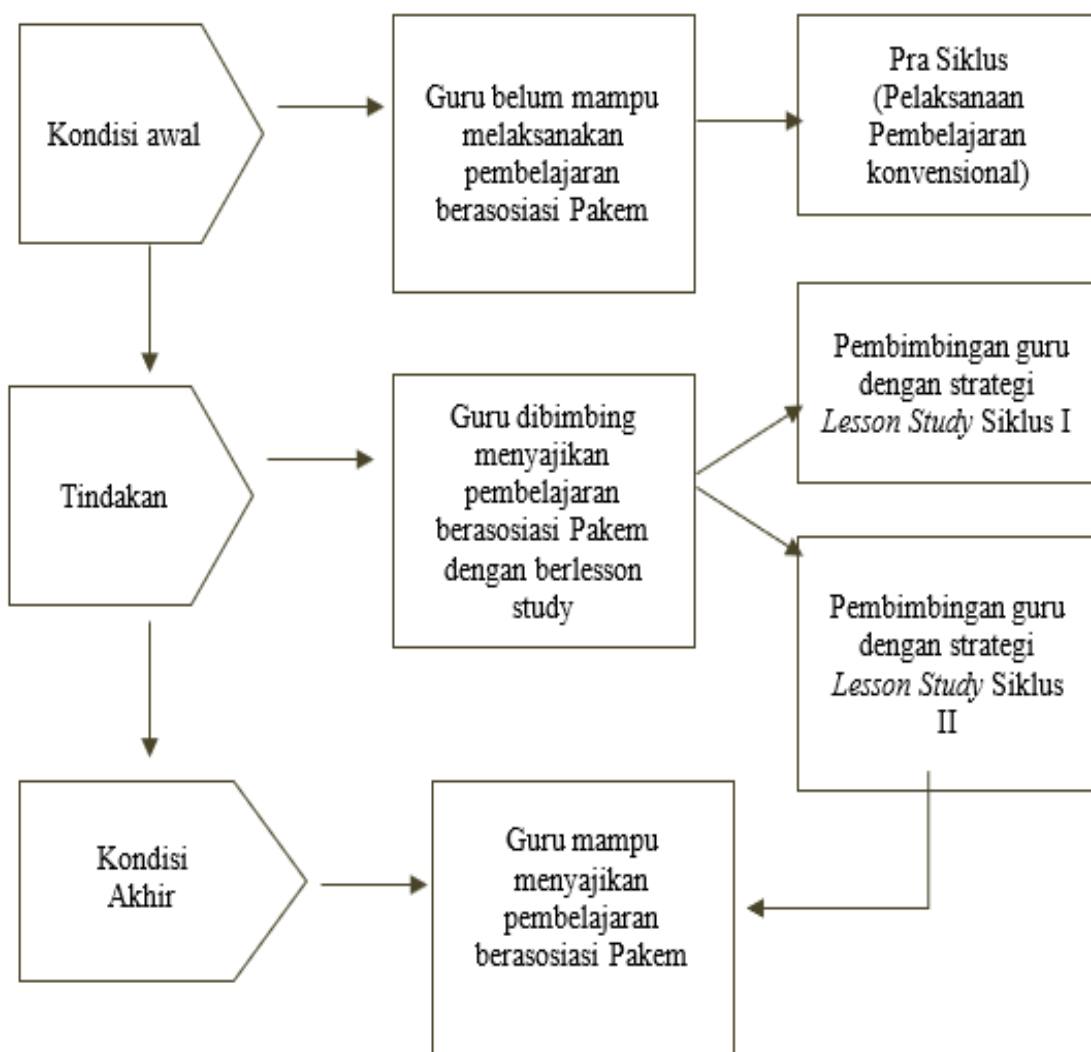 Kondisi awal
Guru belum mampu
melaksanakan
pembelajaran
berasosiasi Pakem
Pra Siklus
(Pelaksanaan
Pembelajaran
konvensional)
Tindakan
Guru dibimbing
menyajikan
pembelajaran
berasosiasi Pakem
dengan berlesson
study
Pembimbingan guru
dengan strategi
Lesson Study Siklus I
Pembimbingan guru
dengan strategi
Lesson Study Siklus
II
Kondisi
Akhir
Guru mampu
menyajikan
pembelajaran
berasosiasi Pakem